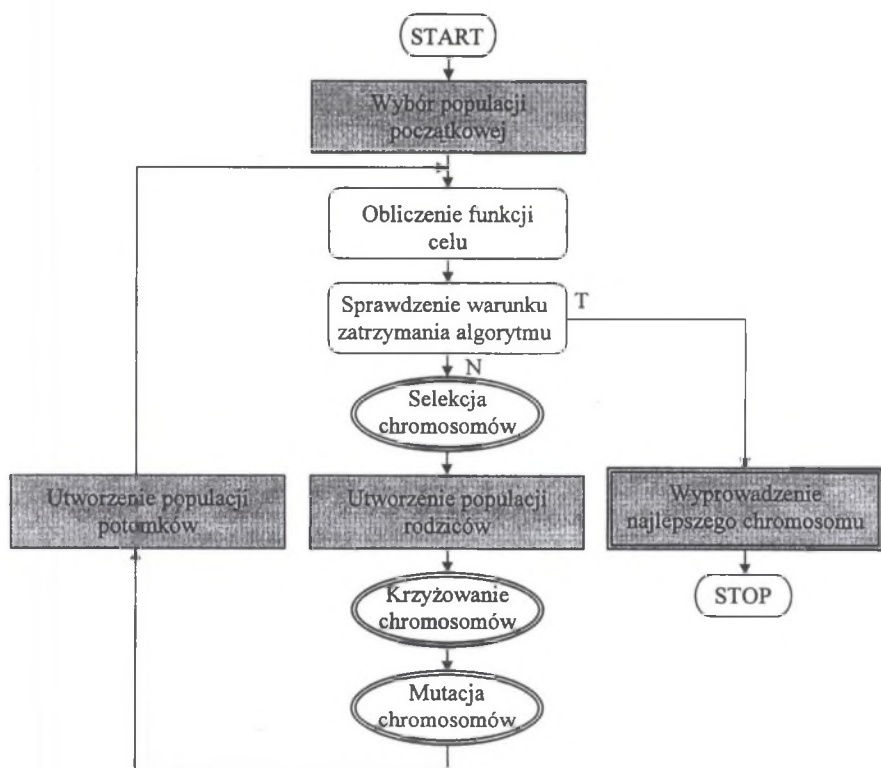 START
Wybór populacji
początkowej
Obliczenie funkcji
celu
Sprawdzenie warunku
zatrzymania algorytmu
T
N
Selekcja
chromosomów
Utworzenie populacji
potomków
Utworzenie populacji
rodziców
Wyprowadzenie
najlepszego chromosomu
Krzyżowanie
chromosomów
STOP
Mutacja
chromosomów